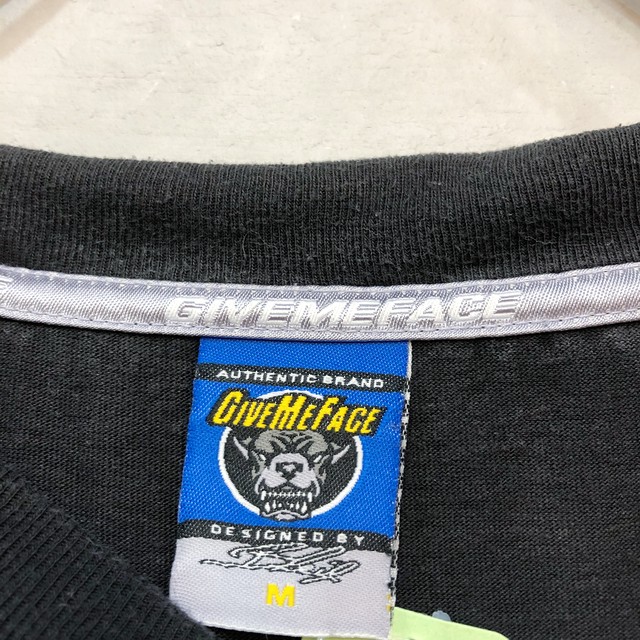 GIVEMEFACE
AUTHENTIC BRAND
GIVEMEFACE
DESIGNED BY
M